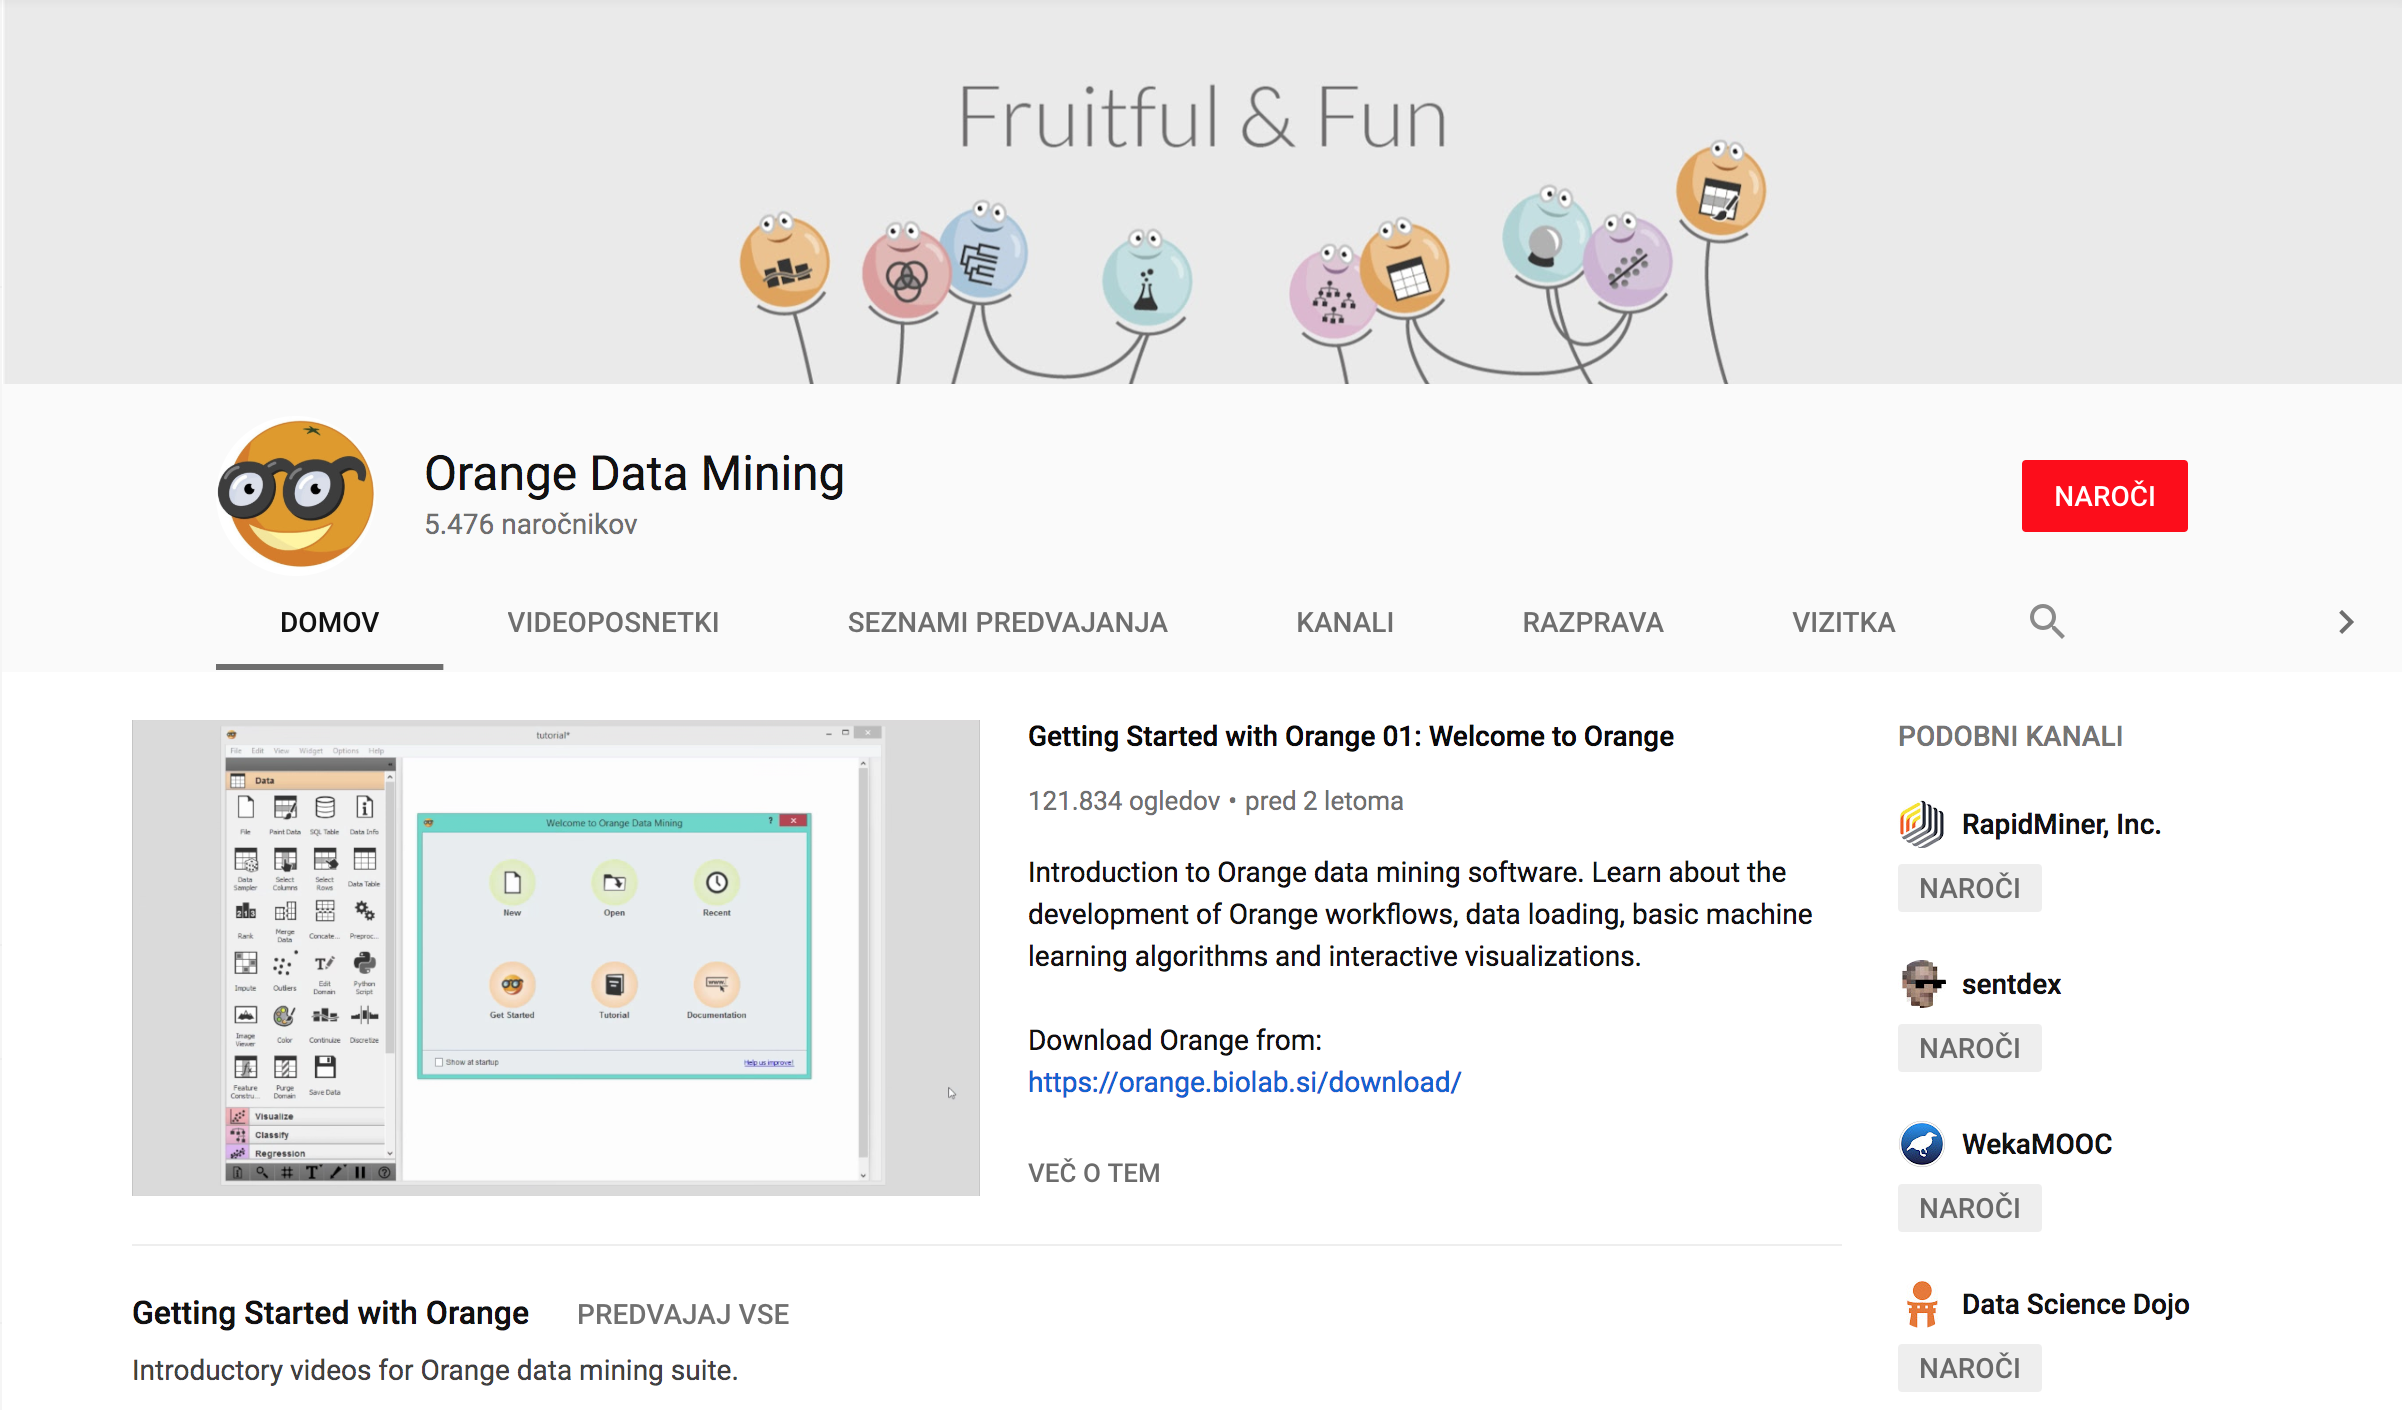 Fruitful & Fun
Orange Data Mining
5.476 naročnikov
NAROČI
DOMOV
VIDEOPOSNETKI
SEZNAMI PREDVAJANJA
KANALI
RAZPRAVA
VIZITKA
tutorial*
File Edit View Widget Options Help
Data
File
Paint Data
SQL Table
Data Info
Data
Sampler
Select
Columns
Select
Rows
Data Table
Rank
Merge
Data
Concate...
Preproc...
Impute
Outliers
Edit
Domain
Python
Script
Image
Viewer
Color
Continuize
Discretize
Feature
Constru...
Purge
Domain
Save Data
Visualize
Classify
Regression
Welcome to Orange Data Mining
New
Open
Recent
Get Started
Tutorial
Documentation
Show at startup
Help us improve!
Getting Started with Orange 01: Welcome to Orange
121.834 ogledov • pred 2 letoma
Introduction to Orange data mining software. Learn about the
development of Orange workflows, data loading, basic machine
learning algorithms and interactive visualizations.
Download Orange from:
https://orange.biolab.si/download/
VEČ O TEM
PODOBNI KANALI
RapidMiner, Inc.
NAROČI
sentdex
NAROČI
WekaMOOC
NAROČI
Data Science Dojo
NAROČI
Getting Started with Orange
PREDVAJAJ VSE
Introductory videos for Orange data mining suite.